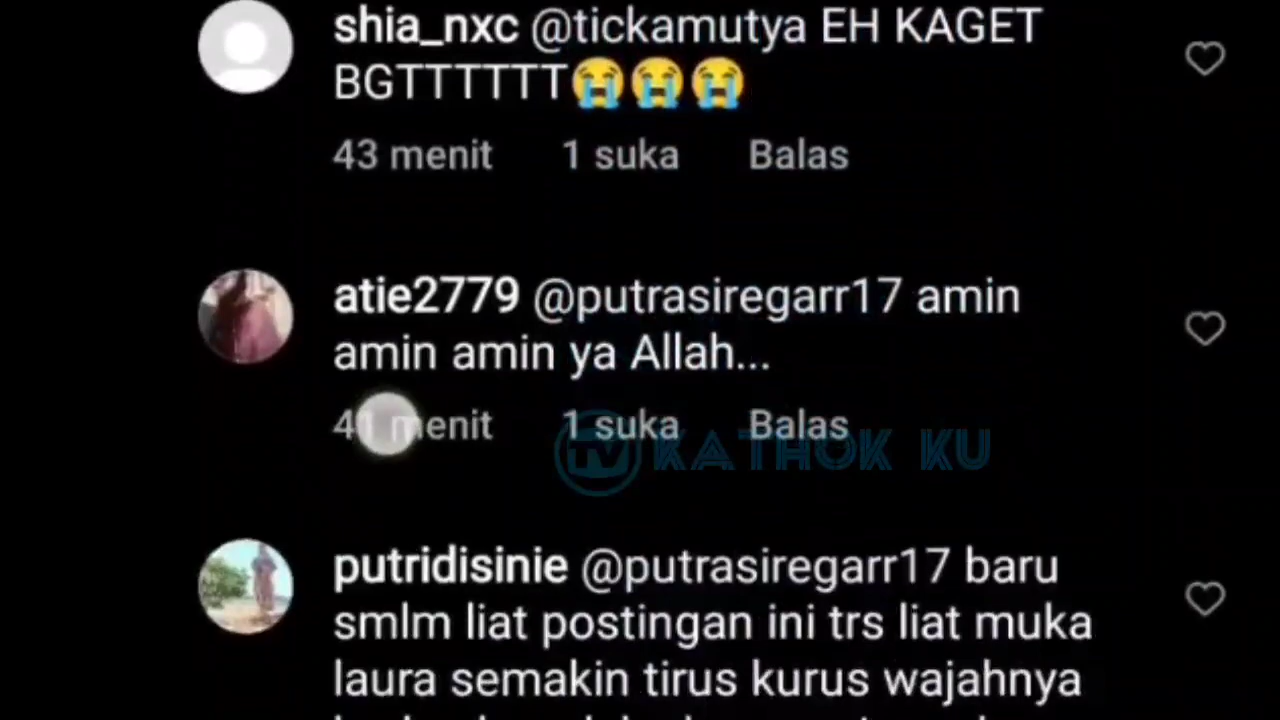 shia_nxc @tickamutya EH KAGET
BGTTTTTT😭😭😭
43 menit 1 suka Balas
atie2779 @putrasiregarr17 amin
amin amin ya Allah...
41 menit 1 suka Balas
TV KATHOK KU
putridisinie @putrasiregarr17 baru
smlm liat postingan ini trs liat muka
laura semakin tirus kurus wajahnya